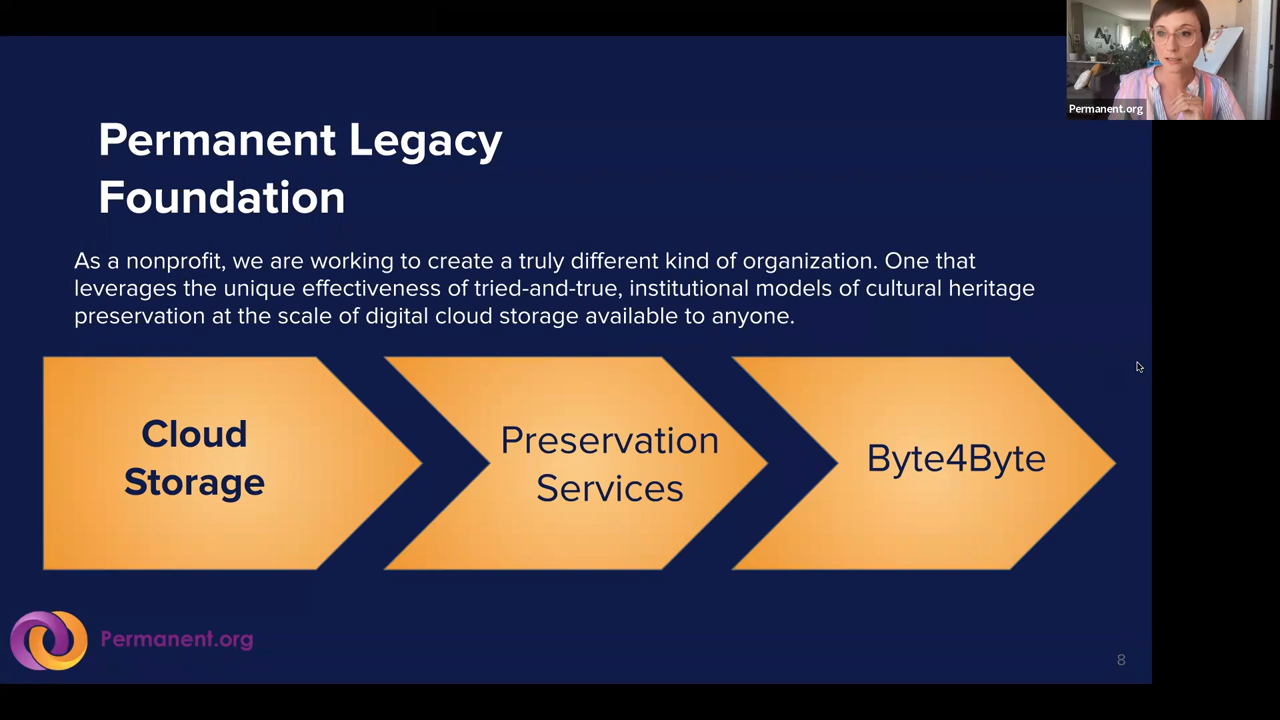 Permanent.org
Permanent Legacy
Foundation
As a nonprofit, we are working to create a truly different kind of organization. One that
leverages the unique effectiveness of tried-and-true, institutional models of cultural heritage
preservation at the scale of digital cloud storage available to anyone.
Cloud
Storage
Preservation
Services
Byte4Byte
Permanent.org
8